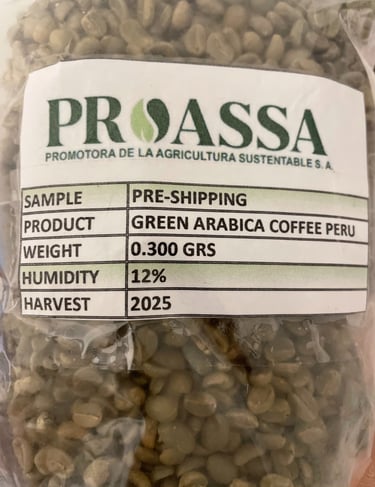 PROASSA
PROMOTORA DE LA AGRICULTURA SUSTENTABLE S.A.
SAMPLE PRE-SHIPPING
PRODUCT GREEN ARABICA COFFEE PERU
WEIGHT 0.300 GRS
HUMIDITY 12%
HARVEST 2025